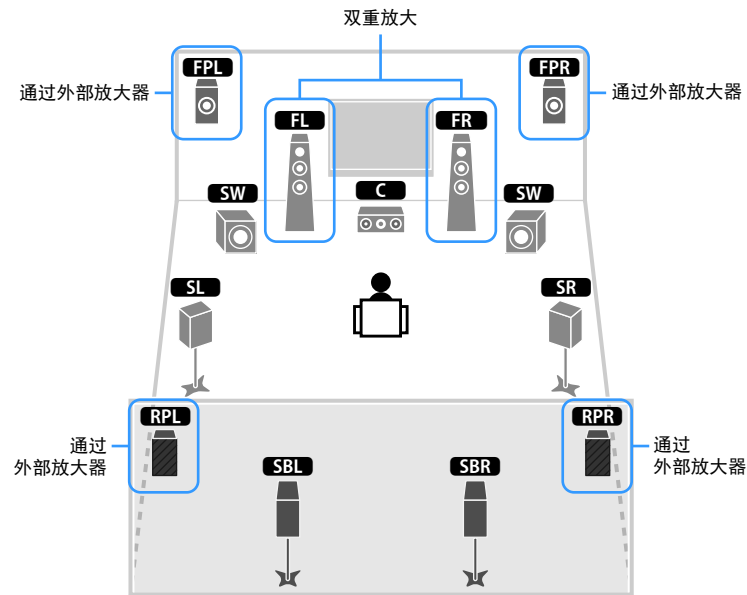 双重放大
FPL
FPR
通过外部放大器
通过外部放大器
FL
FR
SW
C
SW
SL
SR
RPL
RPR
通过
外部放大器
通过
外部放大器
SBL
SBR